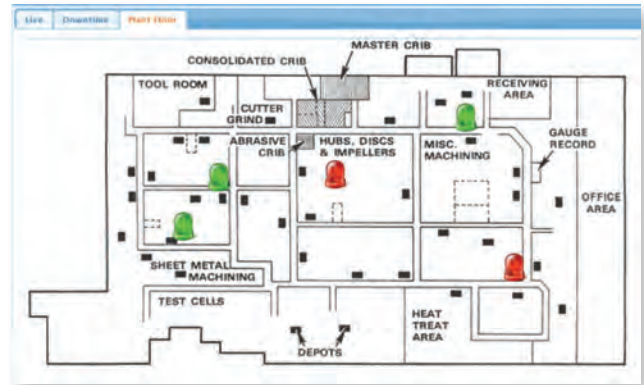 Live
Downtime
Plant Floor
MASTER CRIB
CONSOLIDATED CRIB
TOOL ROOM
RECEIVING
AREA
CUTTER
GRIND
ABRASIVE
CRIB
HUBS, DISCS
& IMPELLERS
MISC.
MACHINING
GAUGE
RECORD
OFFICE
AREA
SHEET METAL
MACHINING
TEST CELLS
HEAT
TREAT
AREA
DEPOTS